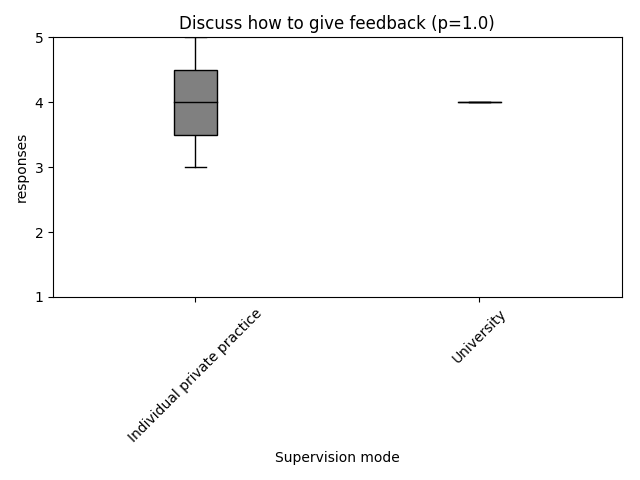 Discuss how to give feedback (p=1.0)
5
4
3
2
1
responses
Individual private practice
University
Supervision mode